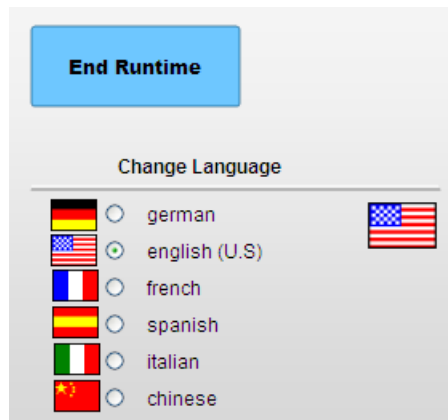 End Runtime
Change Language
german
english (U.S)
french
spanish
italian
chinese